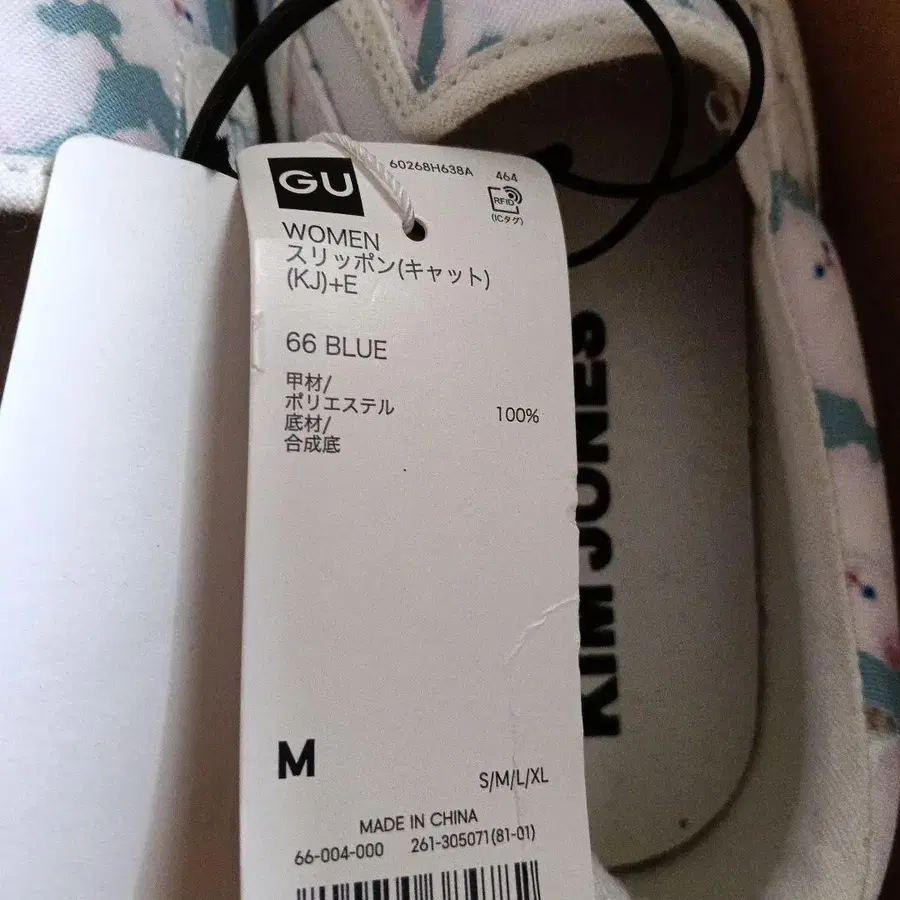 GU
60268H638A 464
RFID
(ICタグ)
WOMEN
スリッポン(キャット)
(KJ)+E
66 BLUE
甲材/
ポリエステル 100%
底材/
合成底
M
S/M/L/XL
MADE IN CHINA
66-004-000 261-305071(81-01)
KIM JONES